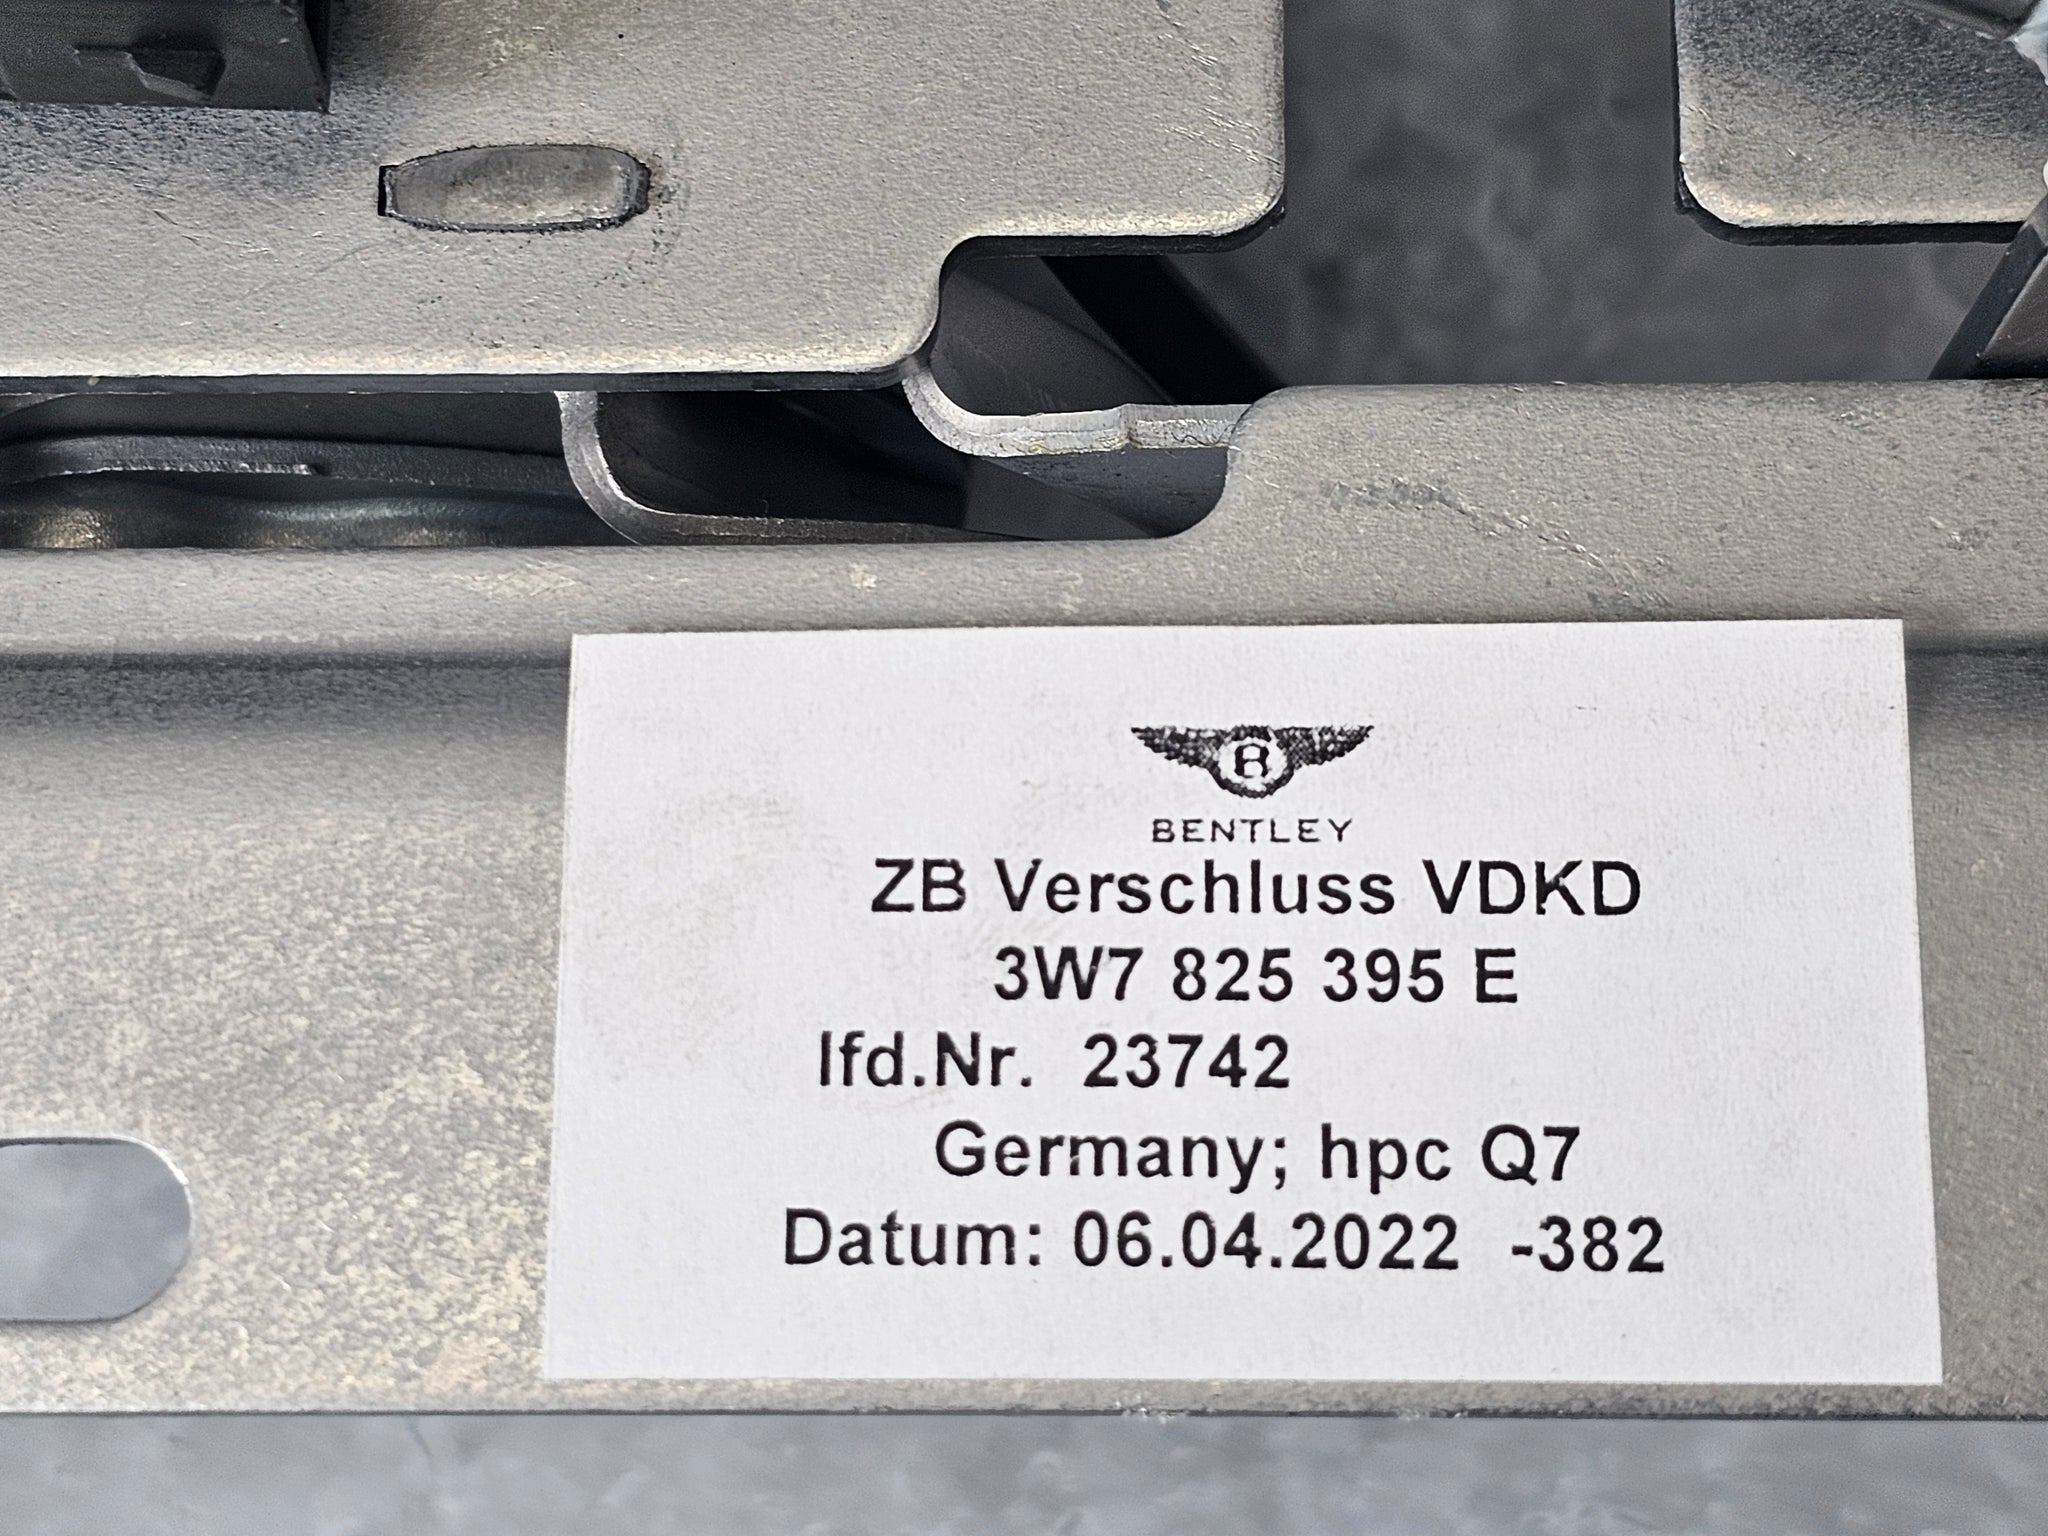 B
BENTLEY
ZB Verschluss VDKD
3W7 825 395 E
lfd.Nr. 23742
Germany; hpc Q7
Datum: 06.04.2022 -382